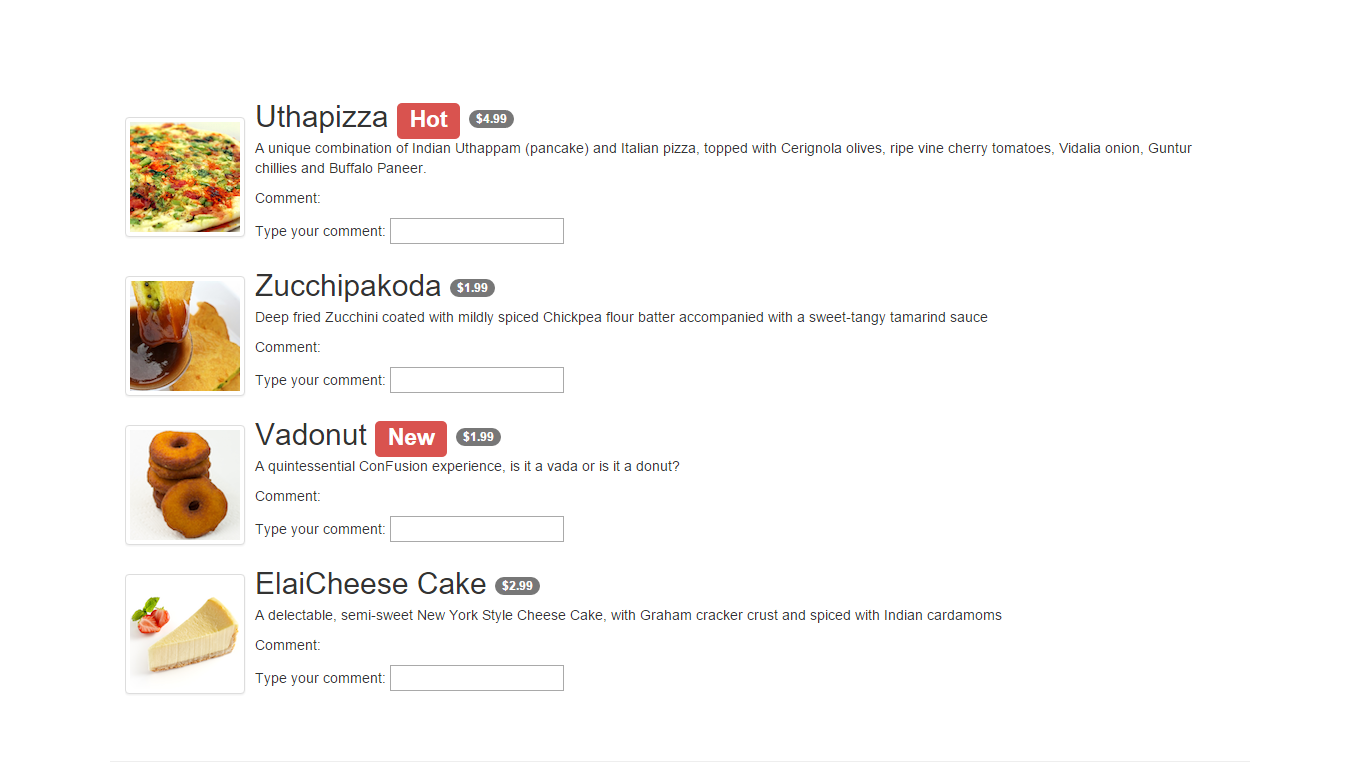 Uthapizza Hot $4.99
A unique combination of Indian Uthappam (pancake) and Italian pizza, topped with Cerignola olives, ripe vine cherry tomatoes, Vidalia onion, Guntur
chillies and Buffalo Paneer.
Comment:
Type your comment:
Zucchipakoda $1.99
Deep fried Zucchini coated with mildly spiced Chickpea flour batter accompanied with a sweet-tangy tamarind sauce
Comment:
Type your comment:
Vadonut New $1.99
A quintessential ConFusion experience, is it a vada or is it a donut?
Comment:
Type your comment:
ElaiCheese Cake $2.99
A delectable, semi-sweet New York Style Cheese Cake, with Graham cracker crust and spiced with Indian cardamoms
Comment:
Type your comment: